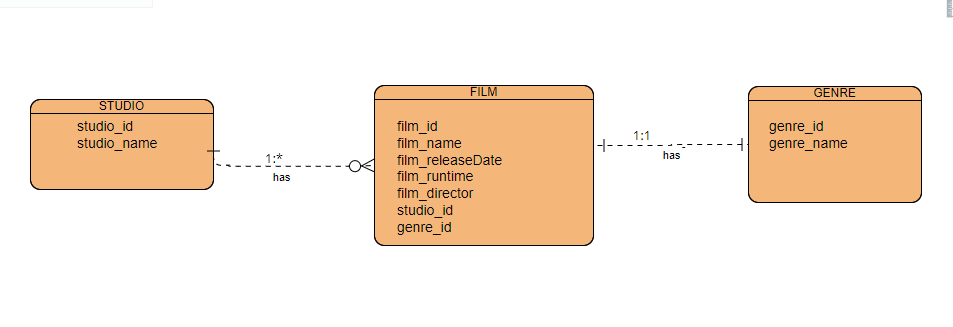 STUDIO
studio_id
studio_name
1:*
has
FILM
film_id
film_name
film_releaseDate
film_runtime
film_director
studio_id
genre_id
1:1
has
GENRE
genre_id
genre_name